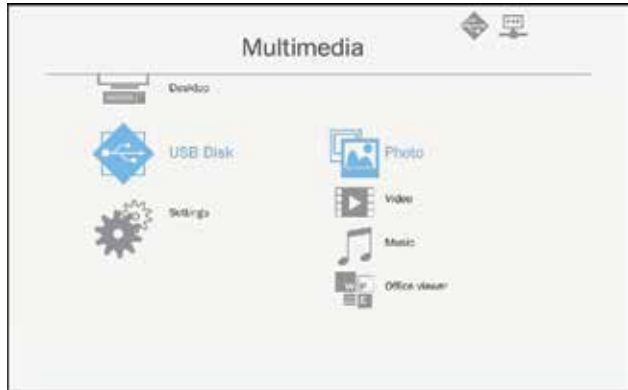 Multimedia
Desktop
USB Disk
Settings
Photo
Video
Music
Office viewer